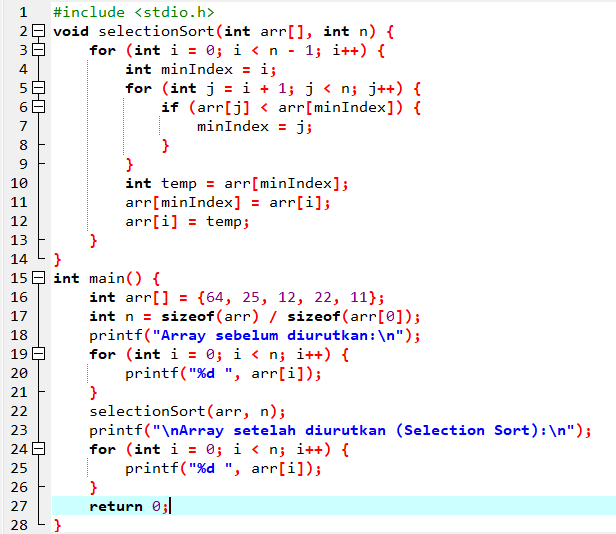 1 #include <stdio.h>
2 void selectionSort(int arr[], int n) {
3     for (int i = 0; i < n - 1; i++) {
4         int minIndex = i;
5         for (int j = i + 1; j < n; j++) {
6             if (arr[j] < arr[minIndex]) {
7                 minIndex = j;
8             }
9         }
10         int temp = arr[minIndex];
11         arr[minIndex] = arr[i];
12         arr[i] = temp;
13     }
14 }
15 int main() {
16     int arr[] = {64, 25, 12, 22, 11};
17     int n = sizeof(arr) / sizeof(arr[0]);
18     printf("Array sebelum diurutkan:\n");
19     for (int i = 0; i < n; i++) {
20         printf("%d ", arr[i]);
21     }
22     selectionSort(arr, n);
23     printf("\nArray setelah diurutkan (Selection Sort):\n");
24     for (int i = 0; i < n; i++) {
25         printf("%d ", arr[i]);
26     }
27     return 0;
28 }